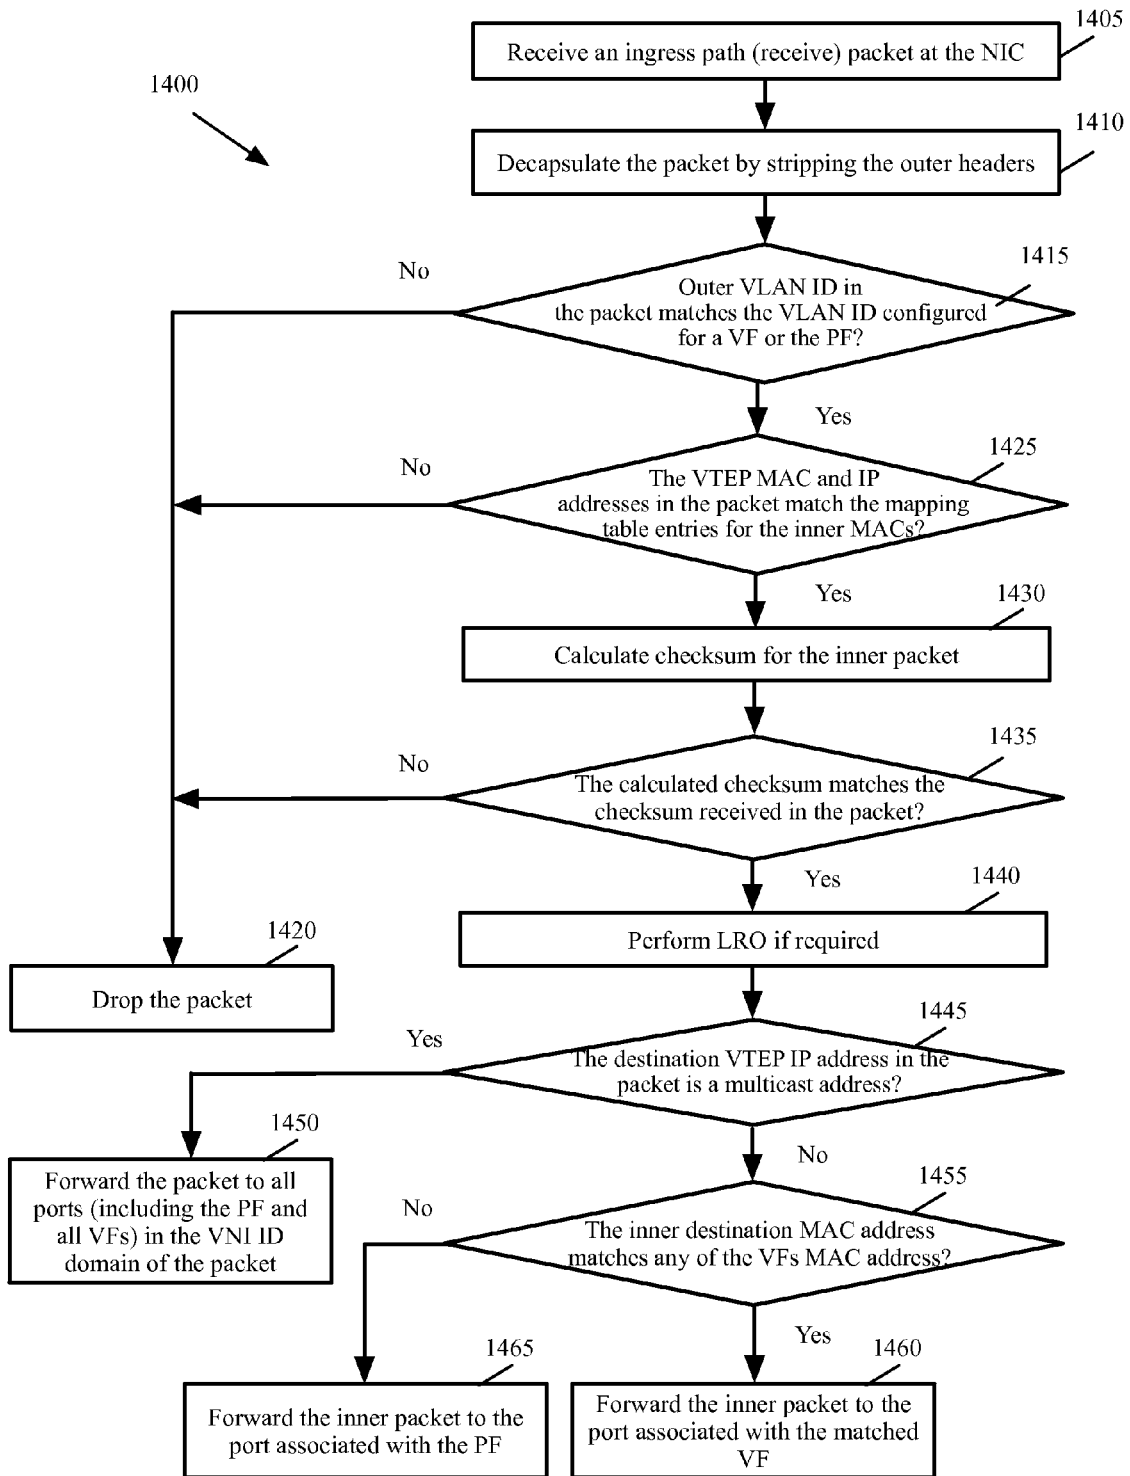 1405
Receive an ingress path (receive) packet at the NIC
1400
1410
Decapsulate the packet by stripping the outer headers
1415
No
Outer VLAN ID in
the packet matches the VLAN ID configured
for a VF or the PF?
Yes
1425
No
The VTEP MAC and IP
addresses in the packet match the mapping
table entries for the inner MACs?
Yes
1430
Calculate checksum for the inner packet
1435
No
The calculated checksum matches the
checksum received in the packet?
Yes
1440
Perform LRO if required
1420
Drop the packet
1445
Yes
The destination VTEP IP address in the
packet is a multicast address?
1450
No
Forward the packet to all
ports (including the PF and
all VFs) in the VNI ID
domain of the packet
1455
No
The inner destination MAC address
matches any of the VFs MAC address?
Yes
1465
Forward the inner packet to the
port associated with the PF
1460
Forward the inner packet to the
port associated with the matched
VF